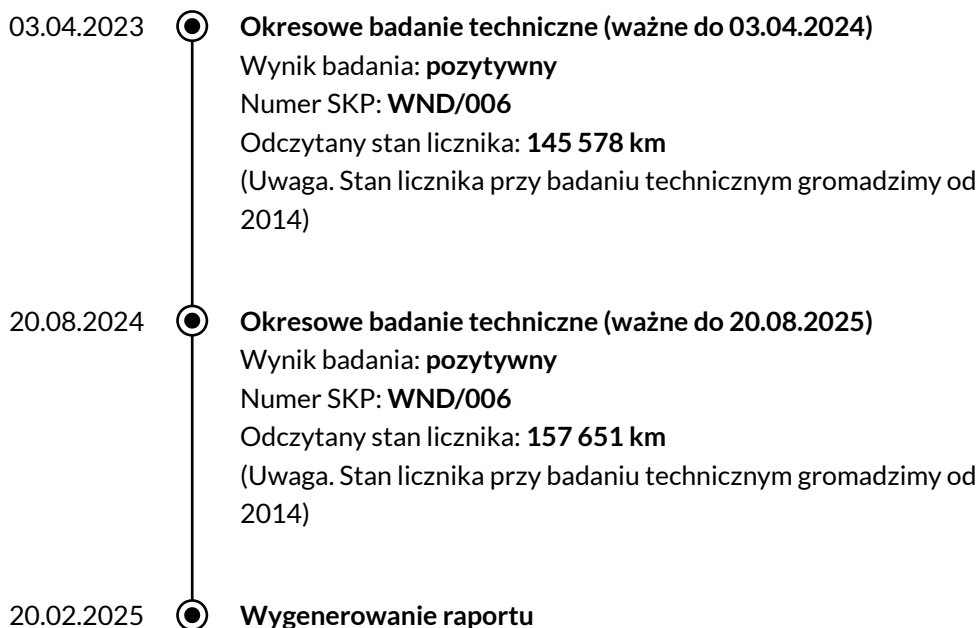 03.04.2023 Okresowe badanie techniczne (ważne do 03.04.2024)
Wynik badania: pozytywny
Numer SKP: WND/006
Odczytany stan licznika: 145 578 km
(Uwaga. Stan licznika przy badaniu technicznym gromadzimy od
2014)
20.08.2024 Okresowe badanie techniczne (ważne do 20.08.2025)
Wynik badania: pozytywny
Numer SKP: WND/006
Odczytany stan licznika: 157 651 km
(Uwaga. Stan licznika przy badaniu technicznym gromadzimy od
2014)
20.02.2025 Wygenerowanie raportu